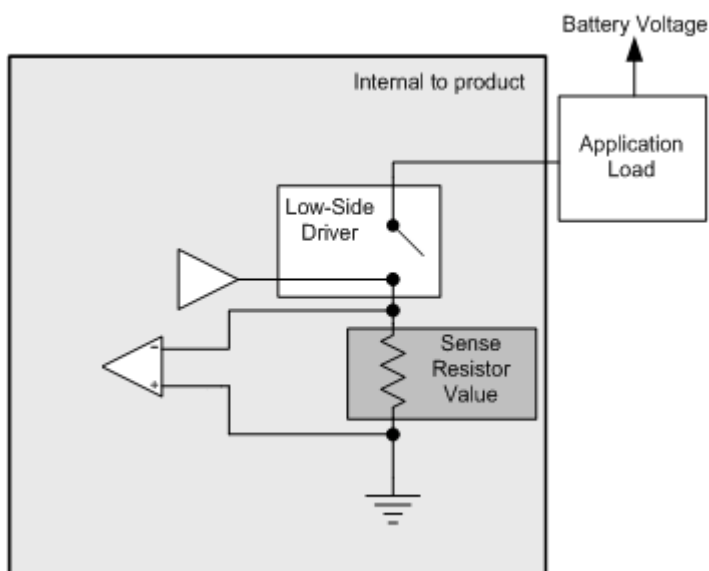 Battery Voltage
Internal to product
Application
Load
Low-Side
Driver
-
+
Sense
Resistor
Value